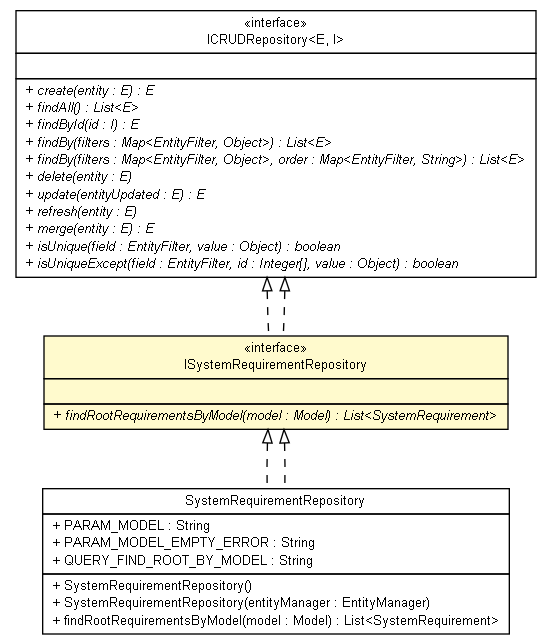 «interface»
ICRUDRepository<E, I>
+ create(entity : E) : E
+ findAll() : List<E>
+ findById(id : I) : E
+ findBy(filters : Map<EntityFilter, Object>) : List<E>
+ findBy(filters : Map<EntityFilter, Object>, order : Map<EntityFilter, String>) : List<E>
+ delete(entity : E)
+ update(entityUpdated : E) : E
+ refresh(entity : E)
+ merge(entity : E) : E
+ isUnique(field : EntityFilter, value : Object) : boolean
+ isUniqueExcept(field : EntityFilter, id : Integer[], value : Object) : boolean
«interface»
ISystemRequirementRepository
+ findRootRequirementsByModel(model : Model) : List<SystemRequirement>
SystemRequirementRepository
+ PARAM_MODEL : String
+ PARAM_MODEL_EMPTY_ERROR : String
+ QUERY_FIND_ROOT_BY_MODEL : String
+ SystemRequirementRepository()
+ SystemRequirementRepository(entityManager : EntityManager)
+ findRootRequirementsByModel(model : Model) : List<SystemRequirement>